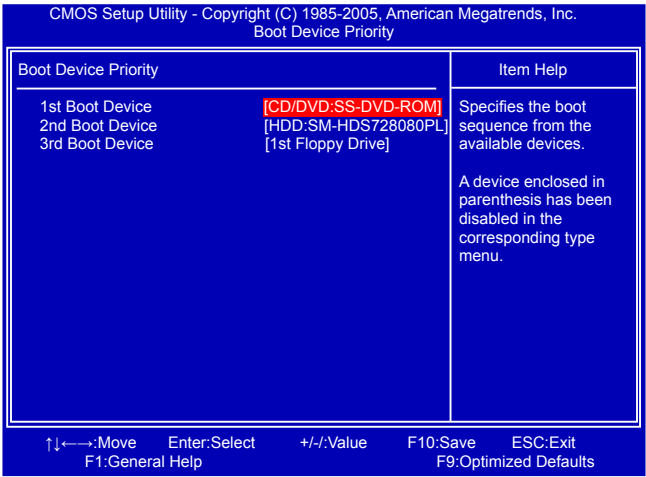 CMOS Setup Utility - Copyright (C) 1985-2005, American Megatrends, Inc.
Boot Device Priority
Boot Device Priority
Item Help
1st Boot Device [CD/DVD:SS-DVD-ROM]
2nd Boot Device [HDD:SM-HDS728080PL]
3rd Boot Device [1st Floppy Drive]
Specifies the boot
sequence from the
available devices.
A device enclosed in
parenthesis has been
disabled in the
corresponding type
menu.
↑↓←→:Move Enter:Select +/-/:Value F10:Save ESC:Exit
F1:General Help F9:Optimized Defaults